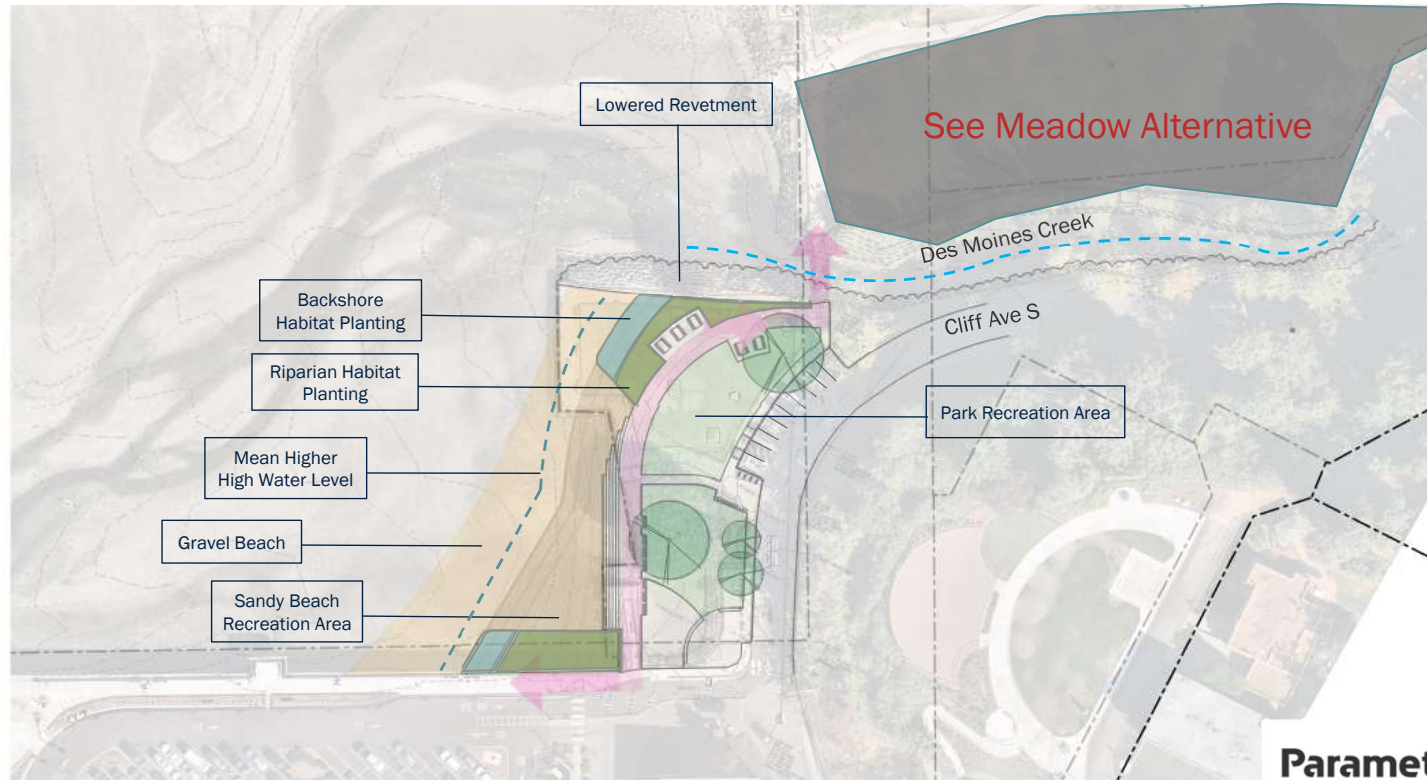 Lowered Revetment
See Meadow Alternative
Des Moines Creek
Cliff Ave S
Backshore
Habitat Planting
Riparian Habitat
Planting
Park Recreation Area
Mean Higher
High Water Level
Gravel Beach
Sandy Beach
Recreation Area
Paramet